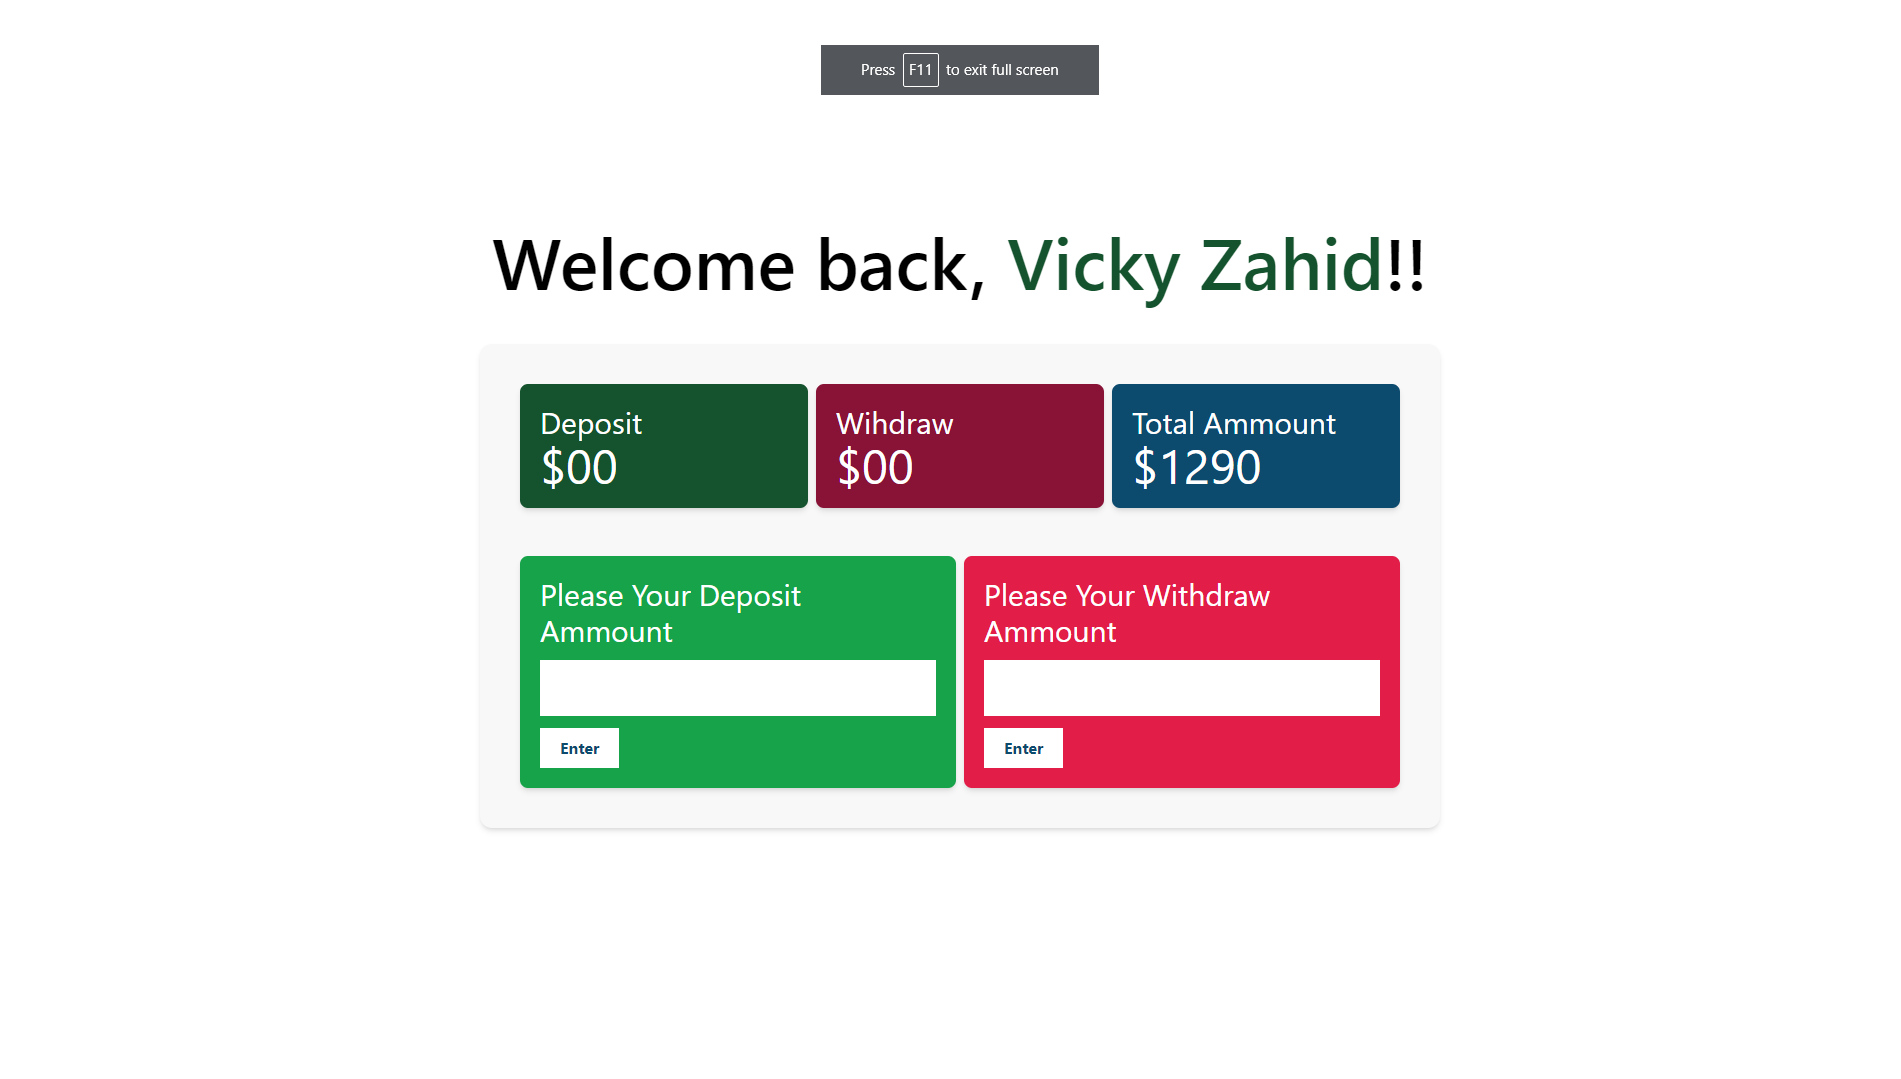 Press F11 to exit full screen
Welcome back, Vicky Zahid!!
Deposit
$00
Wihdraw
$00
Total Ammount
$1290
Please Your Deposit
Ammount
Enter
Please Your Withdraw
Ammount
Enter